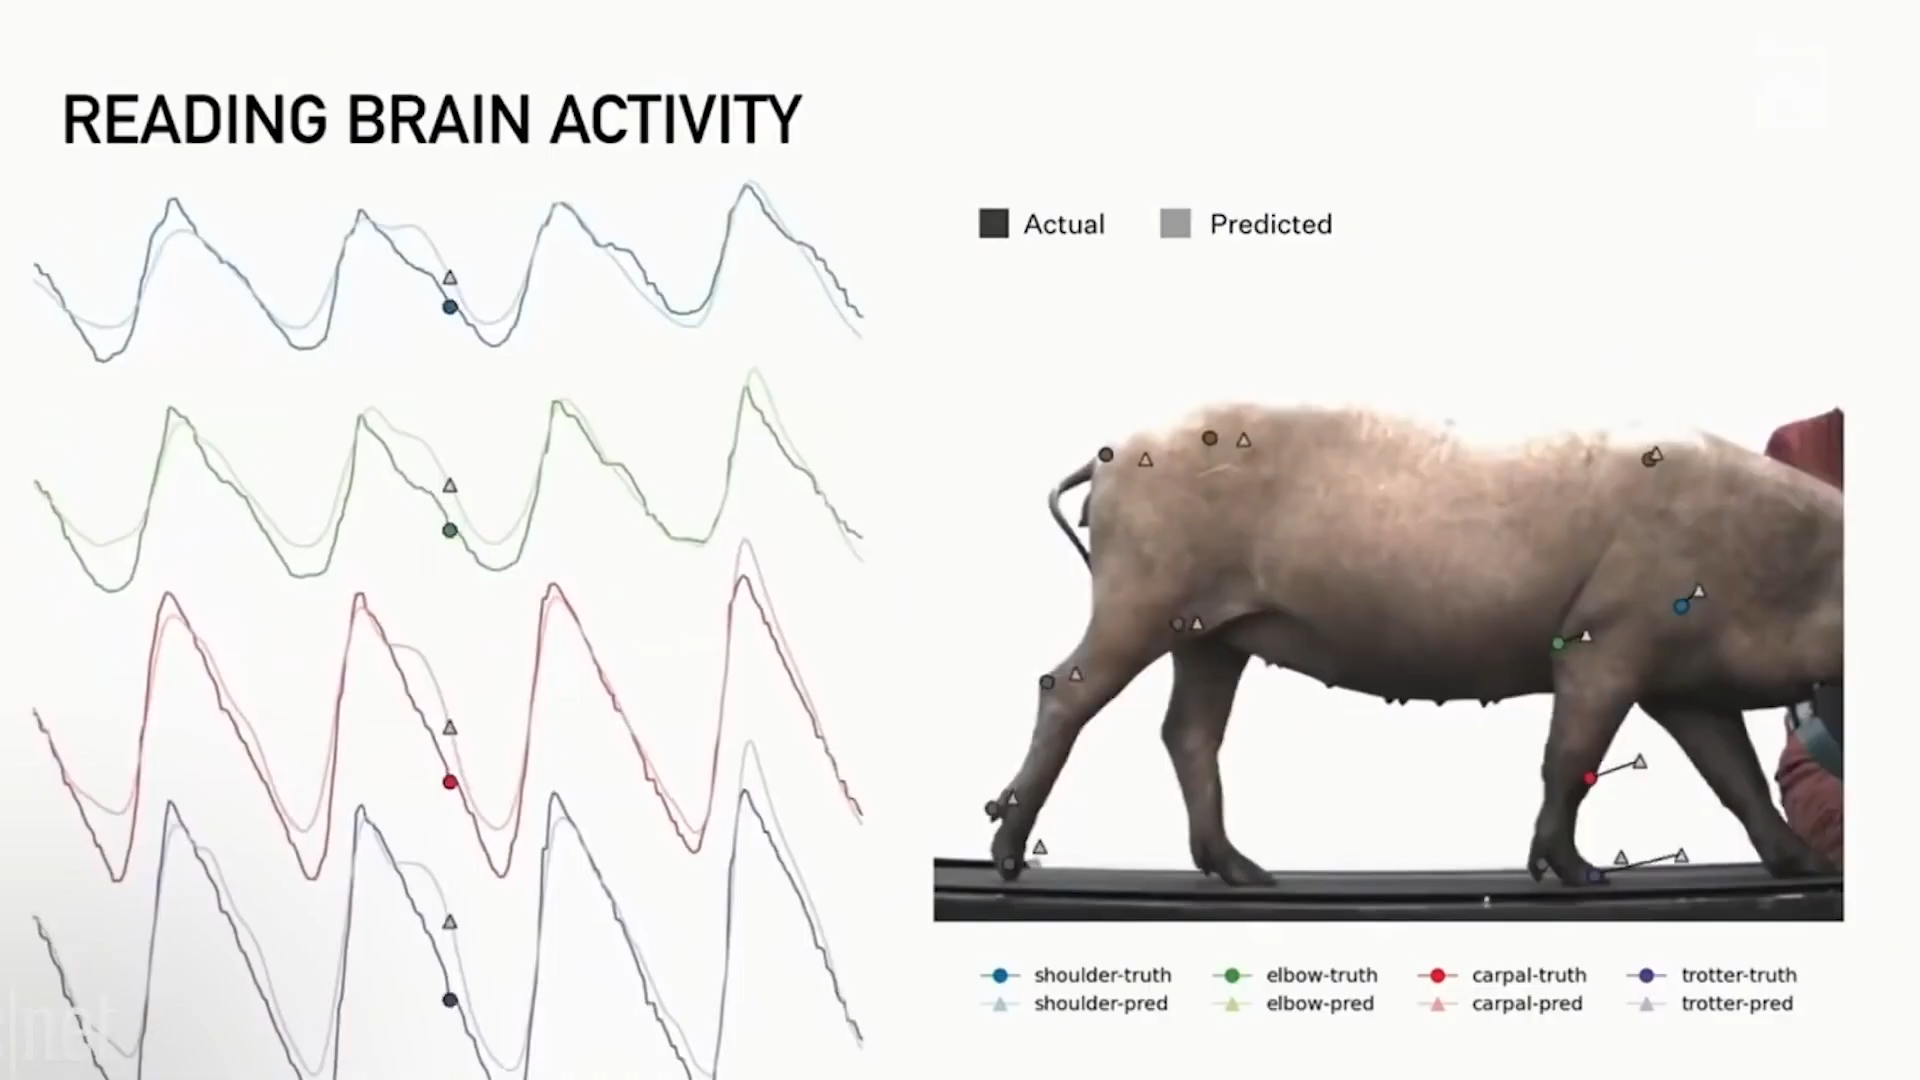 READING BRAIN ACTIVITY
Actual Predicted
shoulder-truth elbow-truth carpal-truth trotter-truth
shoulder-pred elbow-pred carpal-pred trotter-pred
net